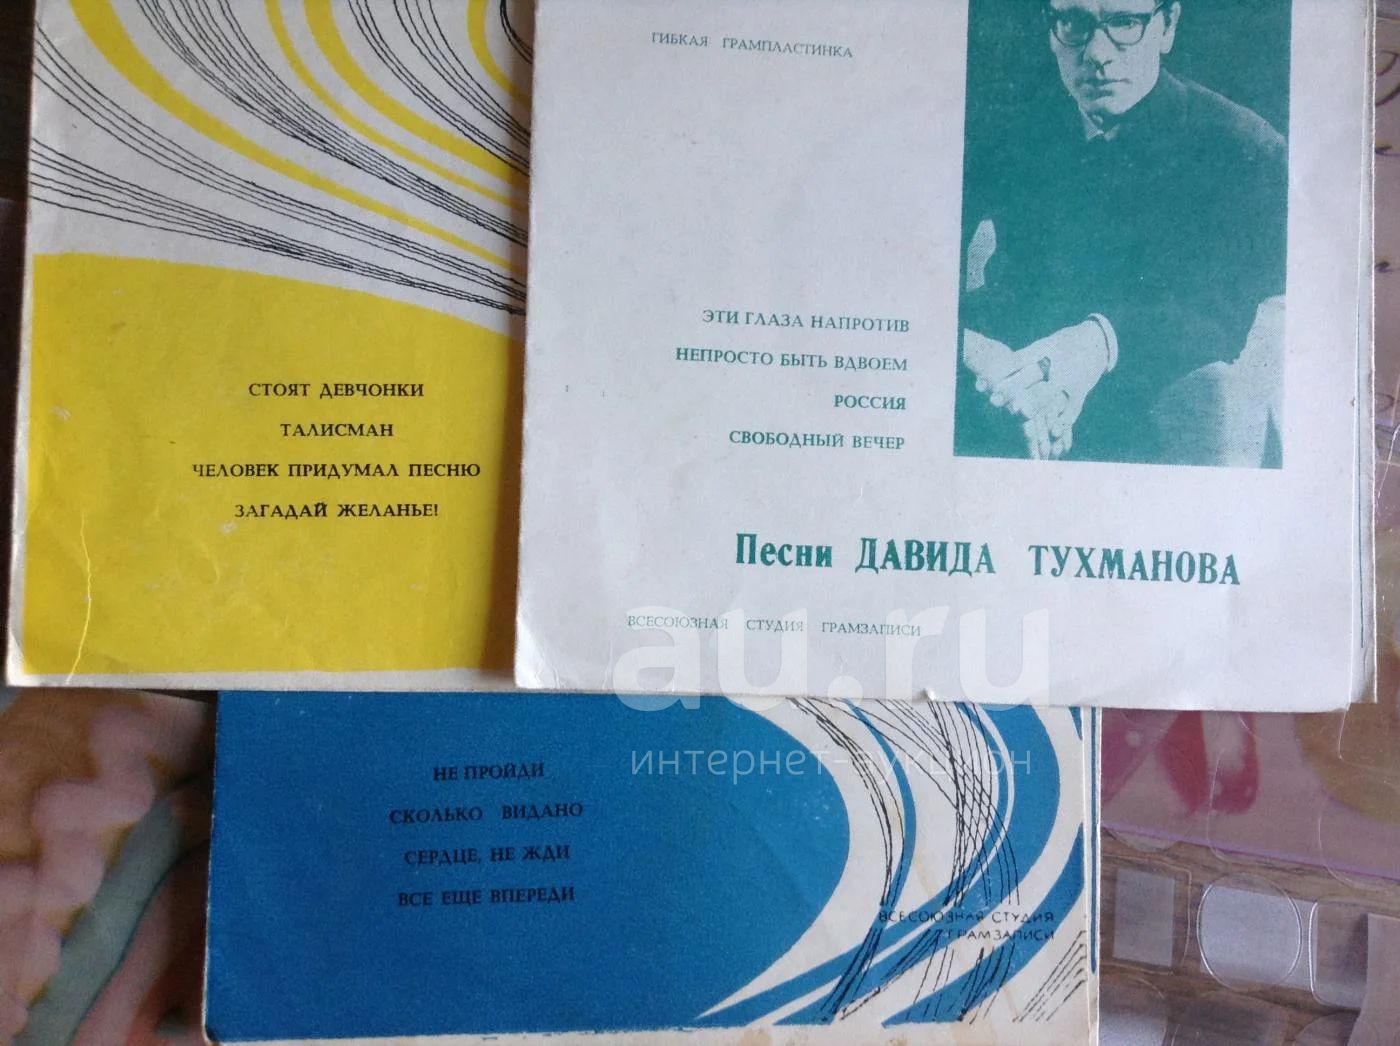 ГИБКАЯ ГРАМПЛАСТИНКА
ЭТИ ГЛАЗА НАПРОТИВ
НЕПРОСТО БЫТЬ ВДВОЕМ
РОССИЯ
СВОБОДНЫЙ ВЕЧЕР
Песни ДАВИДА ТУХМАНОВА
ВСЕСОЮЗНАЯ СТУДИЯ ГРАМЗАПИСИ
СТОЯТ ДЕВЧОНКИ
ТАЛИСМАН
ЧЕЛОВЕК ПРИДУМАЛ ПЕСНЮ
ЗАГАДАЙ ЖЕЛАНЬЕ!
au.ru
интернет-аукцион
НЕ ПРОЙДИ
СКОЛЬКО ВИДАНО
СЕРДЦЕ, НЕ ЖДИ
ВСЕ ЕЩЕ ВПЕРЕДИ
ВСЕСОЮЗНАЯ СТУДИЯ
ГРАМЗАПИСИ